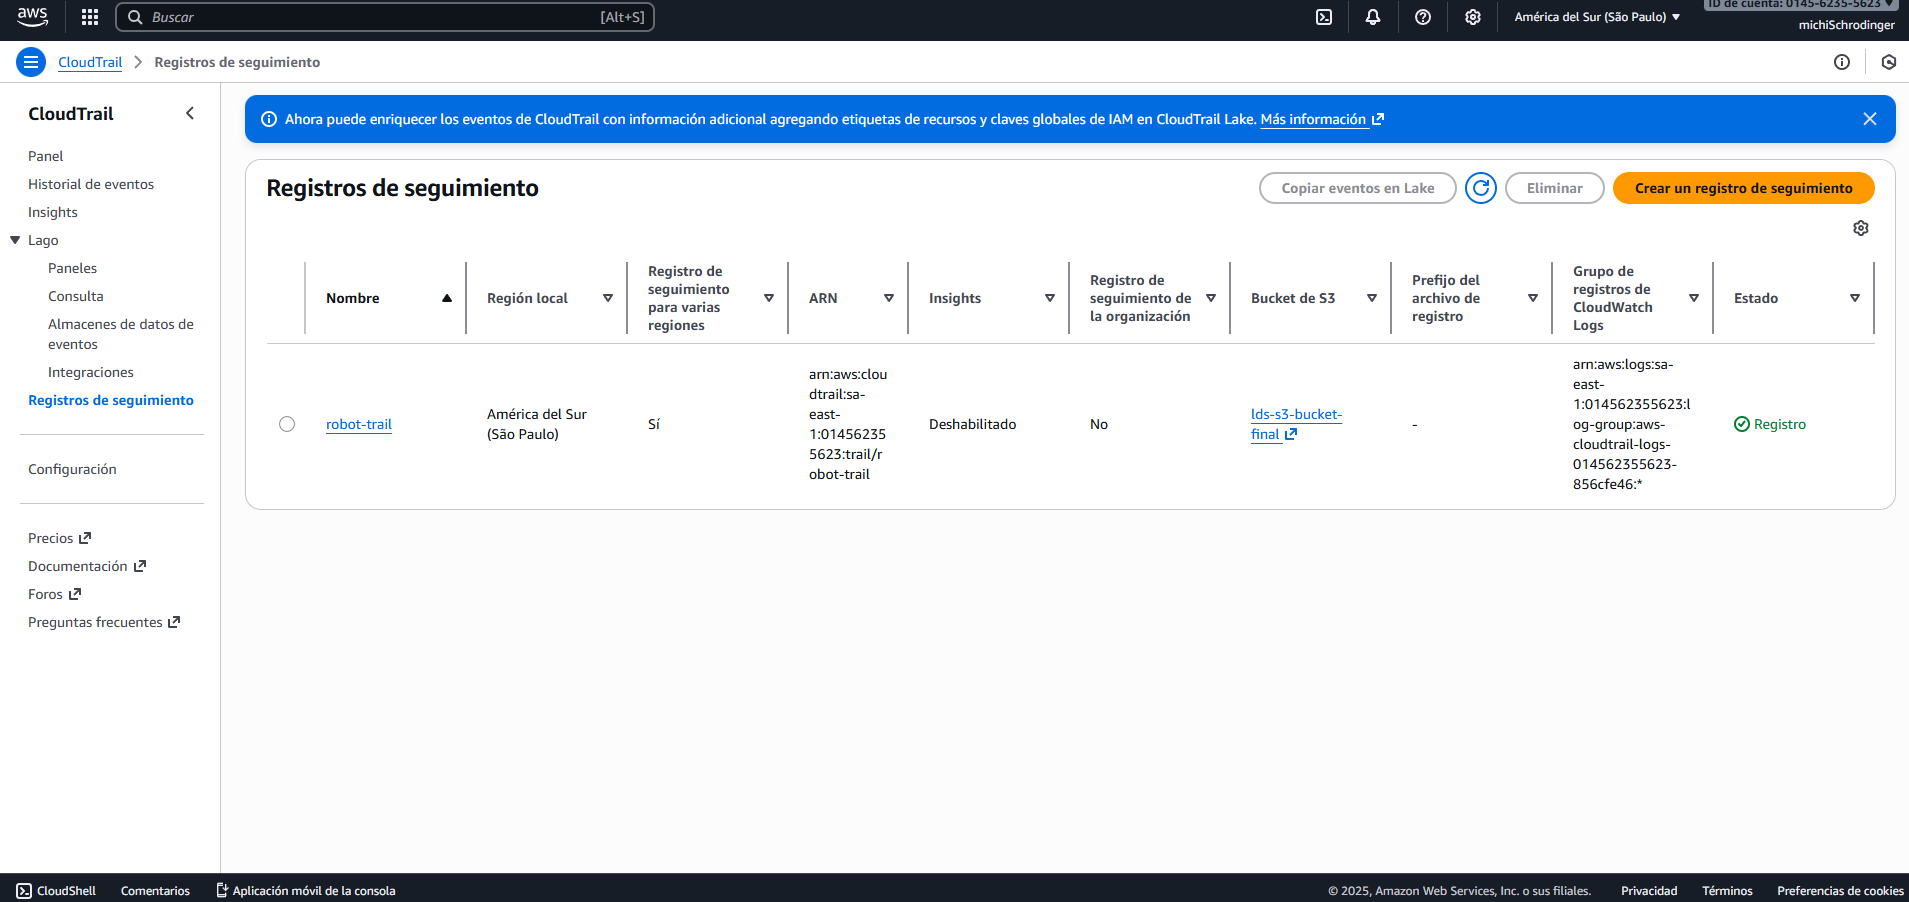 aws
Buscar
[Alt+S]
América del Sur (São Paulo)
ID de cuenta: 0145-6235-5623
michiSchrodinger
CloudTrail
Registros de seguimiento
CloudTrail
Panel
Historial de eventos
Insights
Lago
Paneles
Consulta
Almacenes de datos de
eventos
Integraciones
Registros de seguimiento
Configuración
Precios
Documentación
Foros
Preguntas frecuentes
Ahora puede enriquecer los eventos de CloudTrail con información adicional agregando etiquetas de recursos y claves globales de IAM en CloudTrail Lake. Más información
Registros de seguimiento
Copiar eventos en Lake
Eliminar
Crear un registro de seguimiento
Nombre
Región local
Registro de
seguimiento
para varias
regiones
ARN
Insights
Registro de
seguimiento de
la organización
Bucket de S3
Prefijo del
archivo de
registro
Grupo de
registros de
CloudWatch
Logs
Estado
robot-trail
América del Sur
(São Paulo)
Sí
arn:aws:clou
dtrail:sa-
east-
1:01456235
5623:trail/r
obot-trail
Deshabilitado
No
lds-s3-bucket-
final
-
arn:aws:logs:sa-
east-
1:014562355623:l
og-group:aws-
cloudtrail-logs-
014562355623-
856cfe46:*
Registro
CloudShell
Comentarios
Aplicación móvil de la consola
© 2025, Amazon Web Services, Inc. o sus filiales.
Privacidad
Términos
Preferencias de cookies